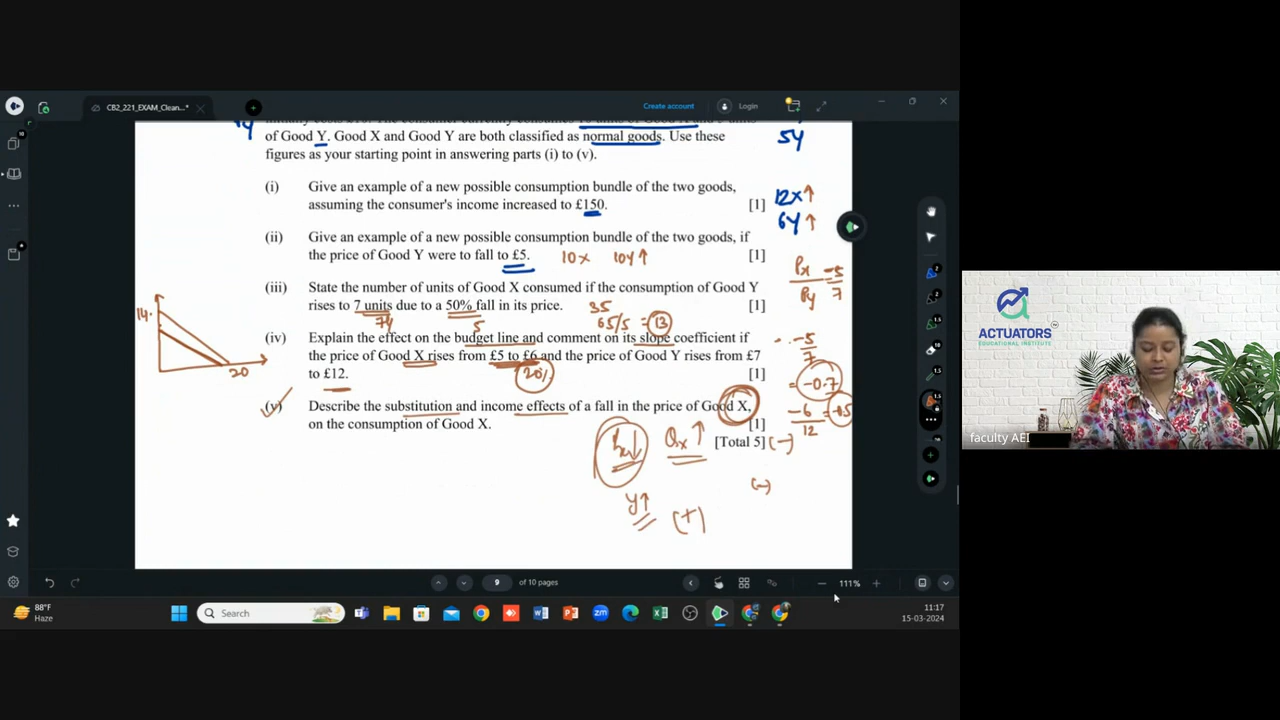 CB2_221_EXAM_Clean...*
Create account
Login
of Good Y. Good X and Good Y are both classified as normal goods. Use these
figures as your starting point in answering parts (i) to (v).
5Y
(i) Give an example of a new possible consumption bundle of the two goods,
assuming the consumer's income increased to £150. [1]
12X↑
6Y↑
(ii) Give an example of a new possible consumption bundle of the two goods, if
the price of Good Y were to fall to £5. [1]
10x 10Y↑
Px/Py = -5/7
(iii) State the number of units of Good X consumed if the consumption of Good Y
rises to 7 units due to a 50% fall in its price. [1]
35
65/5 = 13
5
14
20
(iv) Explain the effect on the budget line and comment on its slope coefficient if
the price of Good X rises from £5 to £6 and the price of Good Y rises from £7
to £12. [1]
20%
-5/7
= -0.7
-6/12
(v) Describe the substitution and income effects of a fall in the price of Good X,
on the consumption of Good X. [1]
[Total 5] (-)
Px↓ Qx↑
(-)
Y↑ (+)
9 of 10 pages
111%
88°F
Haze
Search
11:17
15-03-2024
ACTUATORS
EDUCATIONAL INSTITUTE
faculty AEI